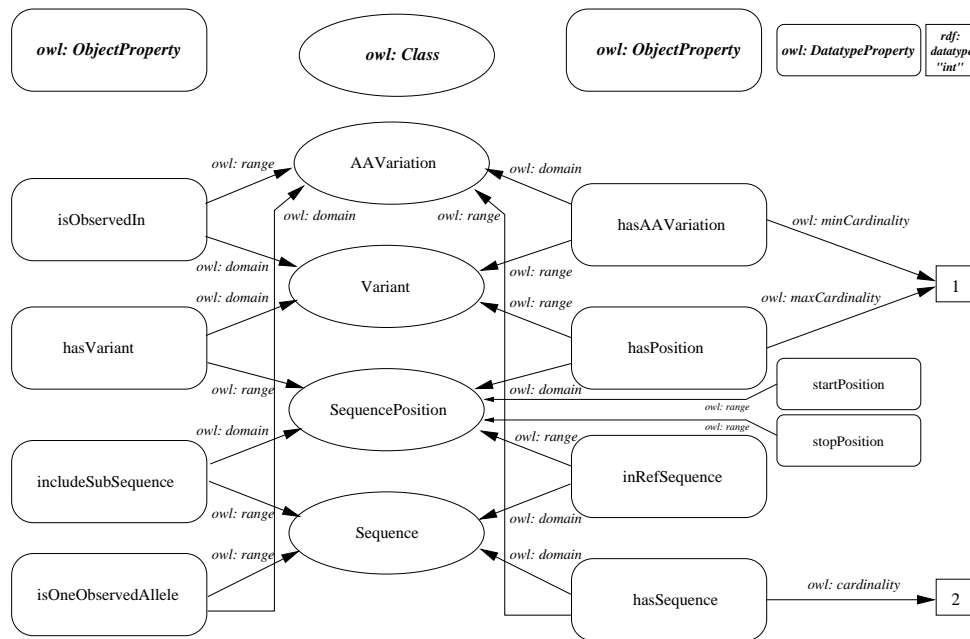 owl: ObjectProperty
owl: Class
owl: ObjectProperty
owl: DatatypeProperty
rdf:
datatype
"int"
AAVariation
owl: range
owl: domain
isObservedIn
owl: domain
owl: range
hasAAVariation
owl: minCardinality
owl: domain
owl: range
owl: domain
Variant
owl: range
1
owl: maxCardinality
hasVariant
hasPosition
startPosition
owl: range
owl: domain
SequencePosition
owl: range
owl: range
owl: domain
owl: range
stopPosition
includeSubSequence
inRefSequence
owl: range
owl: domain
Sequence
owl: range
owl: domain
isOneObservedAllele
hasSequence
owl: cardinality
2